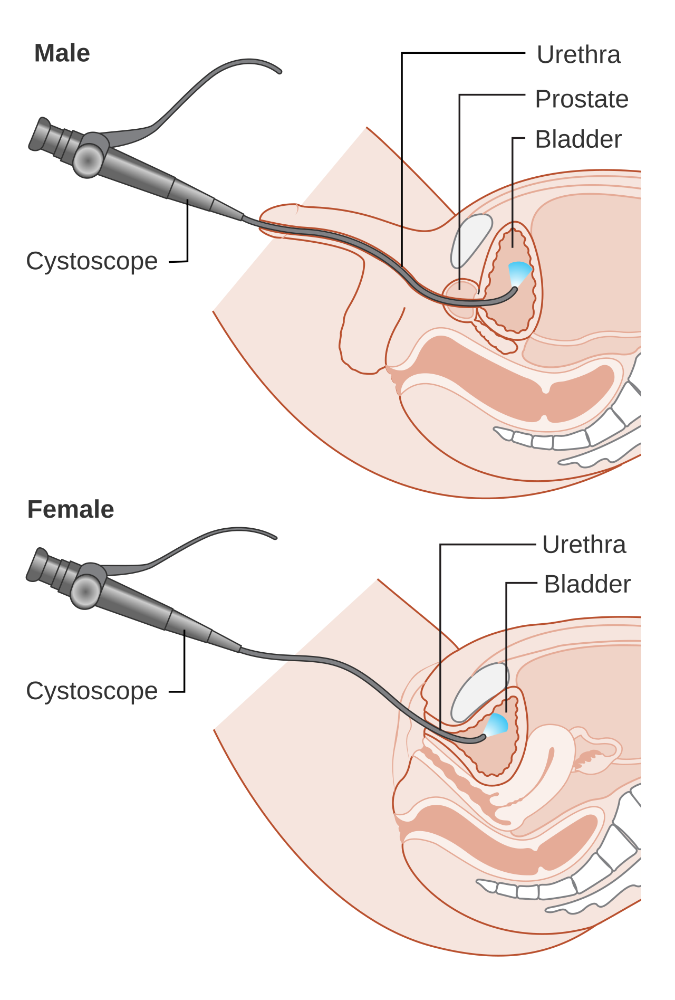 Male
Urethra
Prostate
Bladder
Cystoscope
Female
Urethra
Bladder
Cystoscope